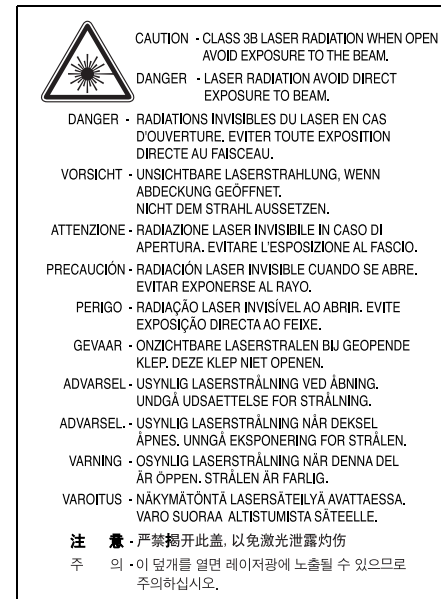 CAUTION - CLASS 3B LASER RADIATION WHEN OPEN
AVOID EXPOSURE TO THE BEAM.
DANGER - LASER RADIATION AVOID DIRECT
EXPOSURE TO BEAM.
DANGER - RADIATIONS INVISIBLES DU LASER EN CAS
D'OUVERTURE. EVITER TOUTE EXPOSITION
DIRECTE AU FAISCEAU.
VORSICHT - UNSICHTBARE LASERSTRAHLUNG, WENN
ABDECKUNG GEÖFFNET.
NICHT DEM STRAHL AUSSETZEN.
ATTENZIONE - RADIAZIONE LASER INVISIBILE IN CASO DI
APERTURA. EVITARE L'ESPOSIZIONE AL FASCIO.
PRECAUCIÓN - RADIACIÓN LASER INVISIBLE CUANDO SE ABRE.
EVITAR EXPONERSE AL RAYO.
PERIGO - RADIAÇÃO LASER INVISÍVEL AO ABRIR. EVITE
EXPOSIÇÃO DIRECTA AO FEIXE.
GEVAAR - ONZICHTBARE LASERSTRALEN BIJ GEOPENDE
KLEP. DEZE KLEP NIET OPENEN.
ADVARSEL - USYNLIG LASERSTRÅLNING VED ÅBNING.
UNDGÅ UDSAETTELSE FOR STRÅLNING.
ADVARSEL. - USYNLIG LASERSTRÅLNING NÅR DEKSEL
ÅPNES. UNNGÅ EKSPONERING FOR STRÅLEN.
VARNING - OSYNLIG LASERSTRÅLNING NÄR DENNA DEL
ÄR ÖPPEN. STRÅLEN ÄR FARLIG.
VAROITUS - NÄKYMÄTÖNTÄ LASERSÄTEILYÄ AVATTAESSA.
VARO SUORAA ALTISTUMISTA SÄTEELLE.
注 意 - 严禁揭开此盖, 以免激光泄露灼伤
주 의 - 이 덮개를 열면 레이저광에 노출될 수 있으므로
주의하십시오.